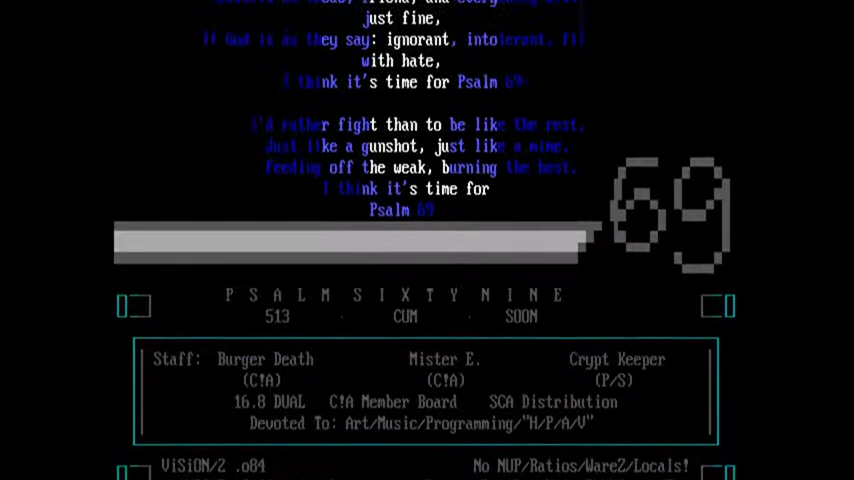 just fine,
If God is as they say: ignorant, intolerant,
with hate,
I think it's time for Psalm 69
I'd rather fight than to be like the rest.
Just like a gunshot, just like a mime.
Feeding off the weak, burning the best.
I think it's time for
Psalm 69
69
P S A L M S I X T Y N I N E
513 . CUM . SOON
Staff: Burger Death Mister E. Crypt Keeper
(C!A) (C!A) (P/S)
16.8 DUAL C!A Member Board SCA Distribution
Devoted To: Art/Music/Programming/"H/P/A/V"
ViSiON/2 .o84 No NUP/Ratios/WareZ/Locals!